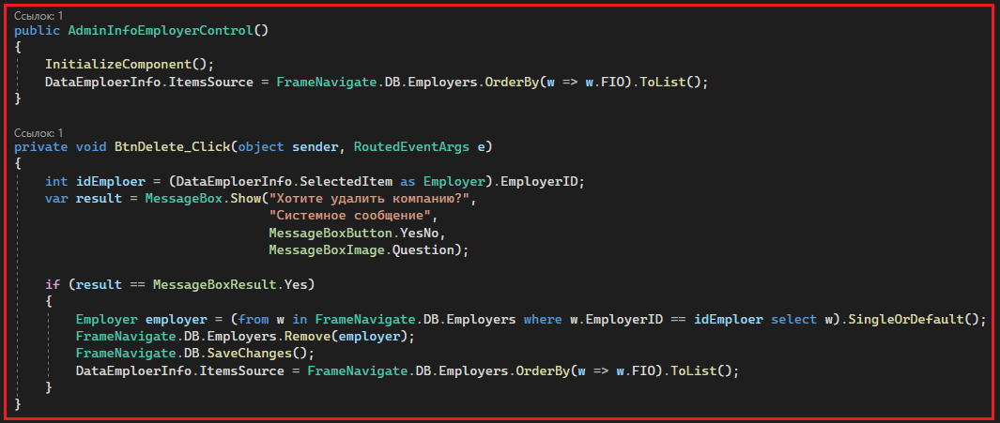 Ссылок: 1
public AdminInfoEmployerControl()
{
    InitializeComponent();
    DataEmploerInfo.ItemsSource = FrameNavigate.DB.Employers.OrderBy(w => w.FIO).ToList();
}
Ссылок: 1
private void BtnDelete_Click(object sender, RoutedEventArgs e)
{
    int idEmploer = (DataEmploerInfo.SelectedItem as Employer).EmployerID;
    var result = MessageBox.Show("Хотите удалить компанию?",
                                 "Системное сообщение",
                                 MessageBoxButton.YesNo,
                                 MessageBoxImage.Question);
    if (result == MessageBoxResult.Yes)
    {
        Employer employer = (from w in FrameNavigate.DB.Employers where w.EmployerID == idEmploer select w).SingleOrDefault();
        FrameNavigate.DB.Employers.Remove(employer);
        FrameNavigate.DB.SaveChanges();
        DataEmploerInfo.ItemsSource = FrameNavigate.DB.Employers.OrderBy(w => w.FIO).ToList();
    }
}